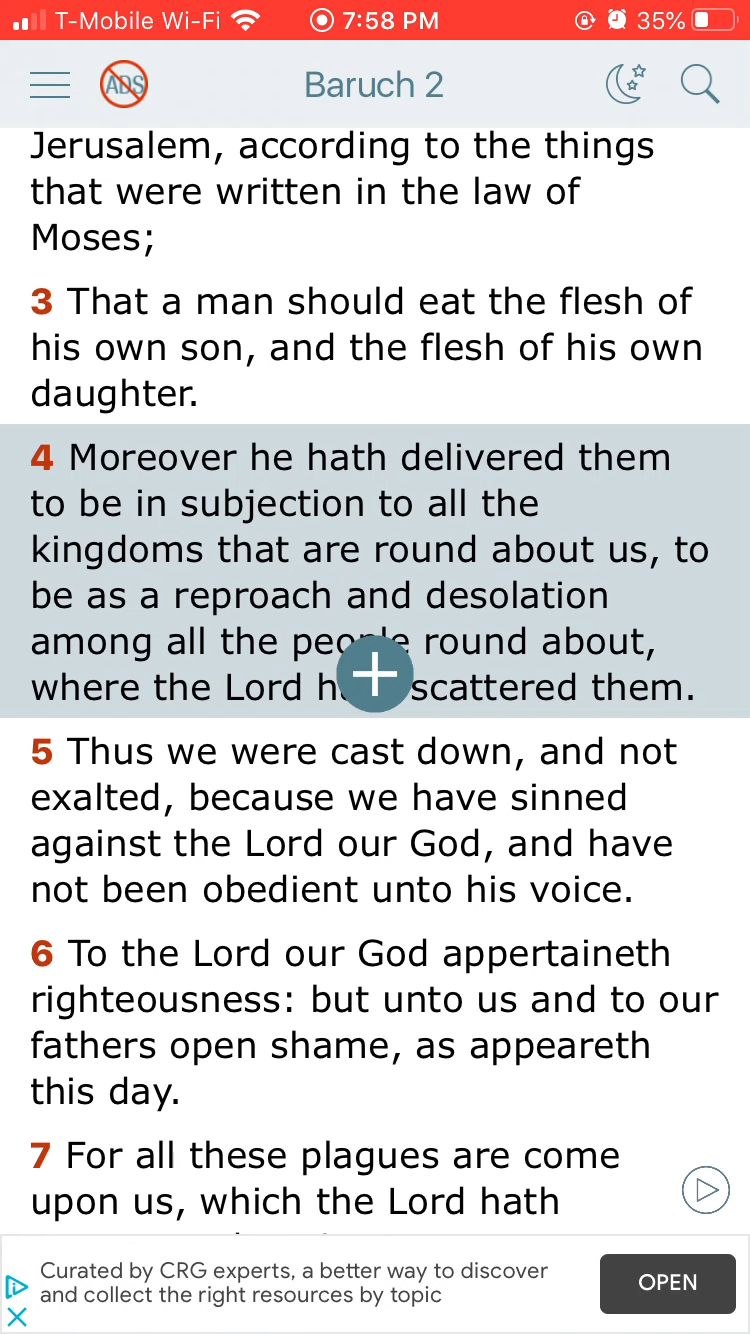 T-Mobile Wi-Fi 7:58 PM 35%
ADS Baruch 2
Jerusalem, according to the things
that were written in the law of
Moses;
3 That a man should eat the flesh of
his own son, and the flesh of his own
daughter.
4 Moreover he hath delivered them
to be in subjection to all the
kingdoms that are round about us, to
be as a reproach and desolation
among all the people round about,
where the Lord scattered them.
5 Thus we were cast down, and not
exalted, because we have sinned
against the Lord our God, and have
not been obedient unto his voice.
6 To the Lord our God appertaineth
righteousness: but unto us and to our
fathers open shame, as appeareth
this day.
7 For all these plagues are come
upon us, which the Lord hath
Curated by CRG experts, a better way to discover
and collect the right resources by topic
OPEN